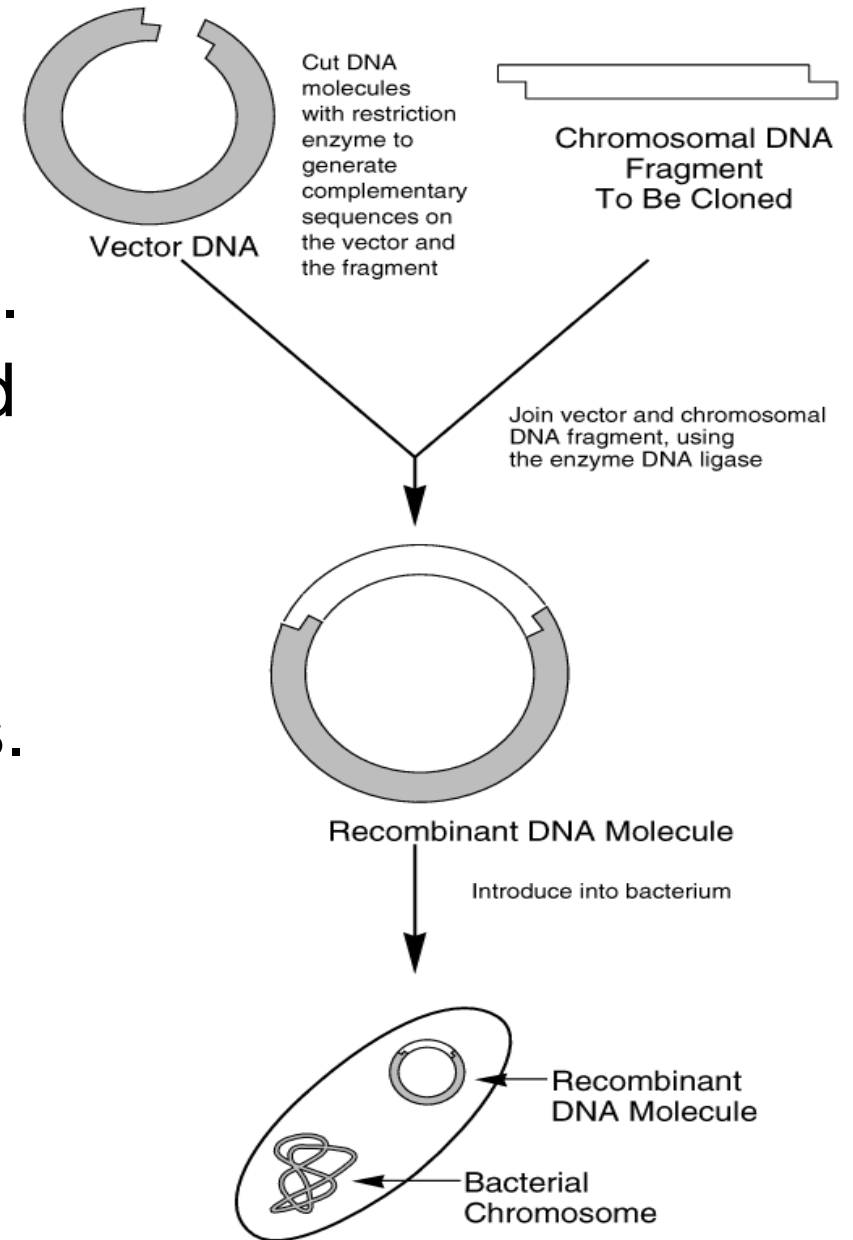 Cut DNA
molecules
with restriction
enzyme to
generate
complementary
sequences on
the vector and
the fragment
Chromosomal DNA
Fragment
To Be Cloned
Vector DNA
.
d
Join vector and chromosomal
DNA fragment, using
the enzyme DNA ligase
s.
Recombinant DNA Molecule
Introduce into bacterium
Recombinant
DNA Molecule
Bacterial
Chromosome